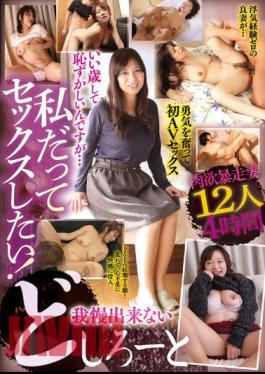 浮気経験ゼロの
良妻が…
勇気を奮って
初AVセックス
いい歳して
恥ずかしいんですが…
私だって
セックスしたい!
肉欲暴走妻
12人
4時間
我慢出来ない
どしろーと